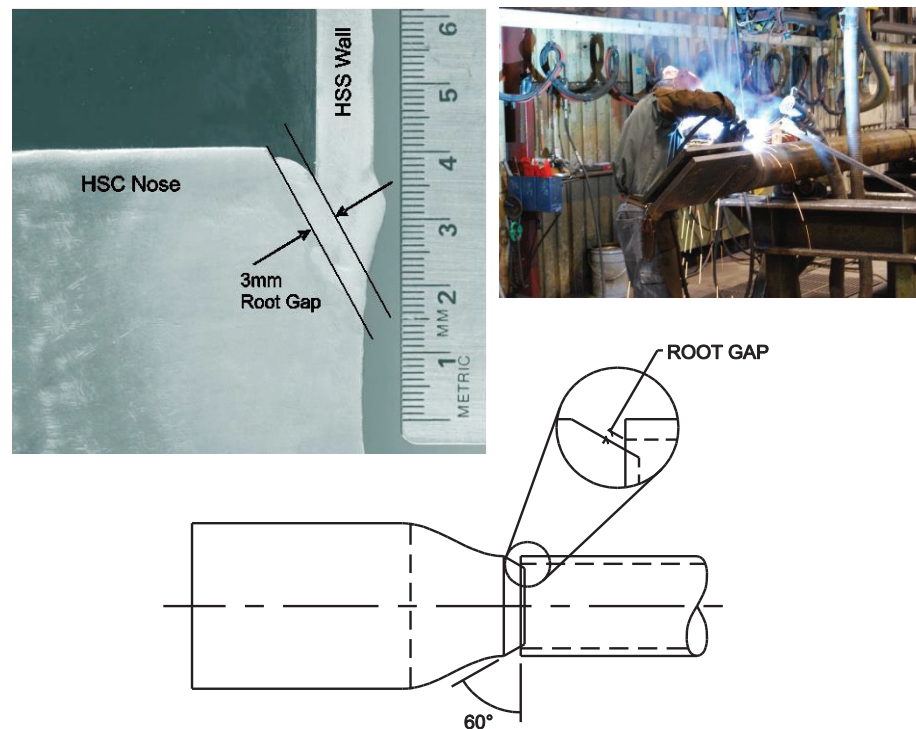 HSS Wall
HSC Nose
3mm
Root Gap
6
5
4
3
2
1
MM
METRIC
ROOT GAP
60°